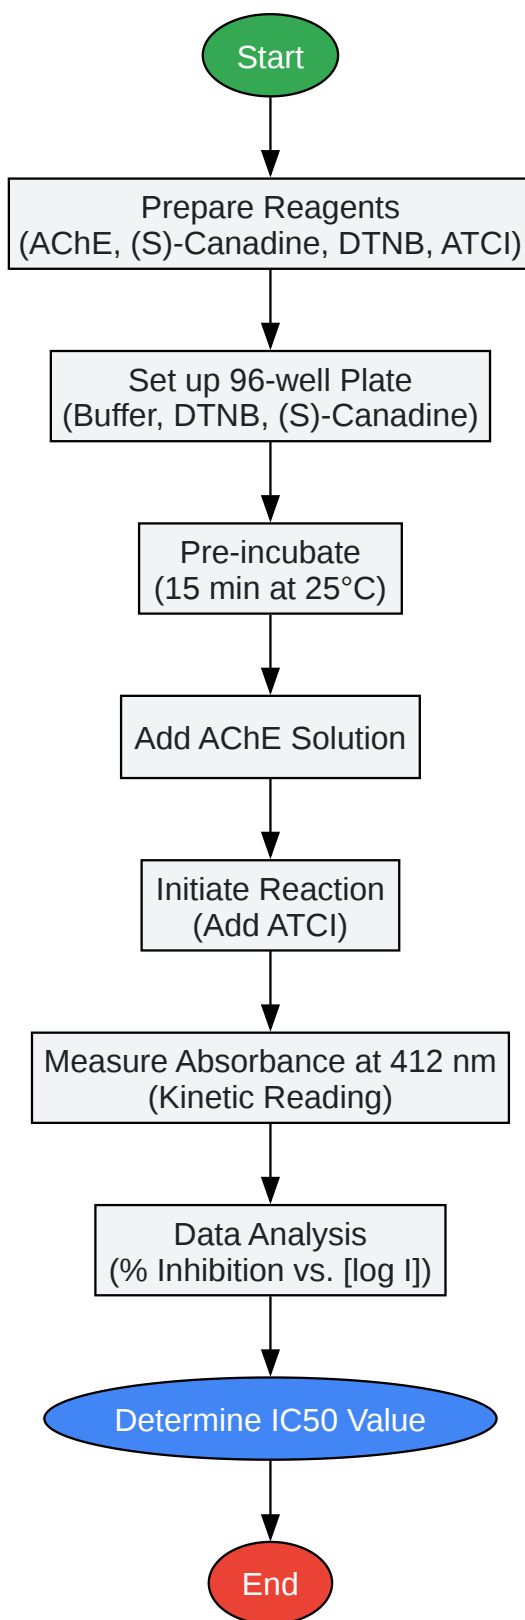 Start
Prepare Reagents
(AChE, (S)-Canadine, DTNB, ATCI)
Set up 96-well Plate
(Buffer, DTNB, (S)-Canadine)
Pre-incubate
(15 min at 25°C)
Add AChE Solution
Initiate Reaction
(Add ATCI)
Measure Absorbance at 412 nm
(Kinetic Reading)
Data Analysis
(% Inhibition vs. [log I])
Determine IC50 Value
End